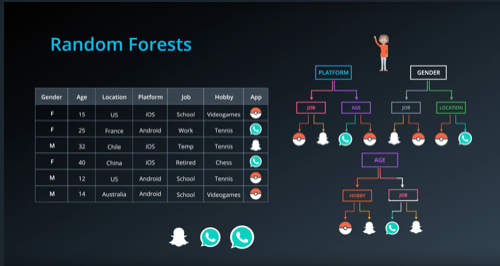 Random Forests
PLATFORM
GENDER
JOB
AGE
JOB
LOCATION
Gender Age Location Platform Job Hobby App
F 15 US iOS School Videogames
F 25 France Android Work Tennis
M 32 Chile iOS Temp Tennis
F 40 China iOS Retired Chess
M 12 US Android School Tennis
M 14 Australia Android School Videogames
AGE
HOBBY
JOB